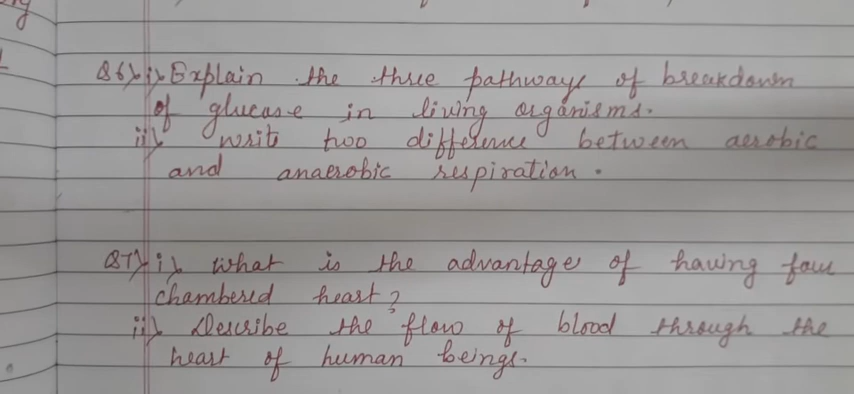 Q6) i) Explain the three pathways of breakdown
of glucose in living organisms.
ii) write two difference between aerobic
and anaerobic respiration.
Q7) i) What is the advantage of having four
chambered heart?
ii) Describe the flow of blood through the
heart of human beings.